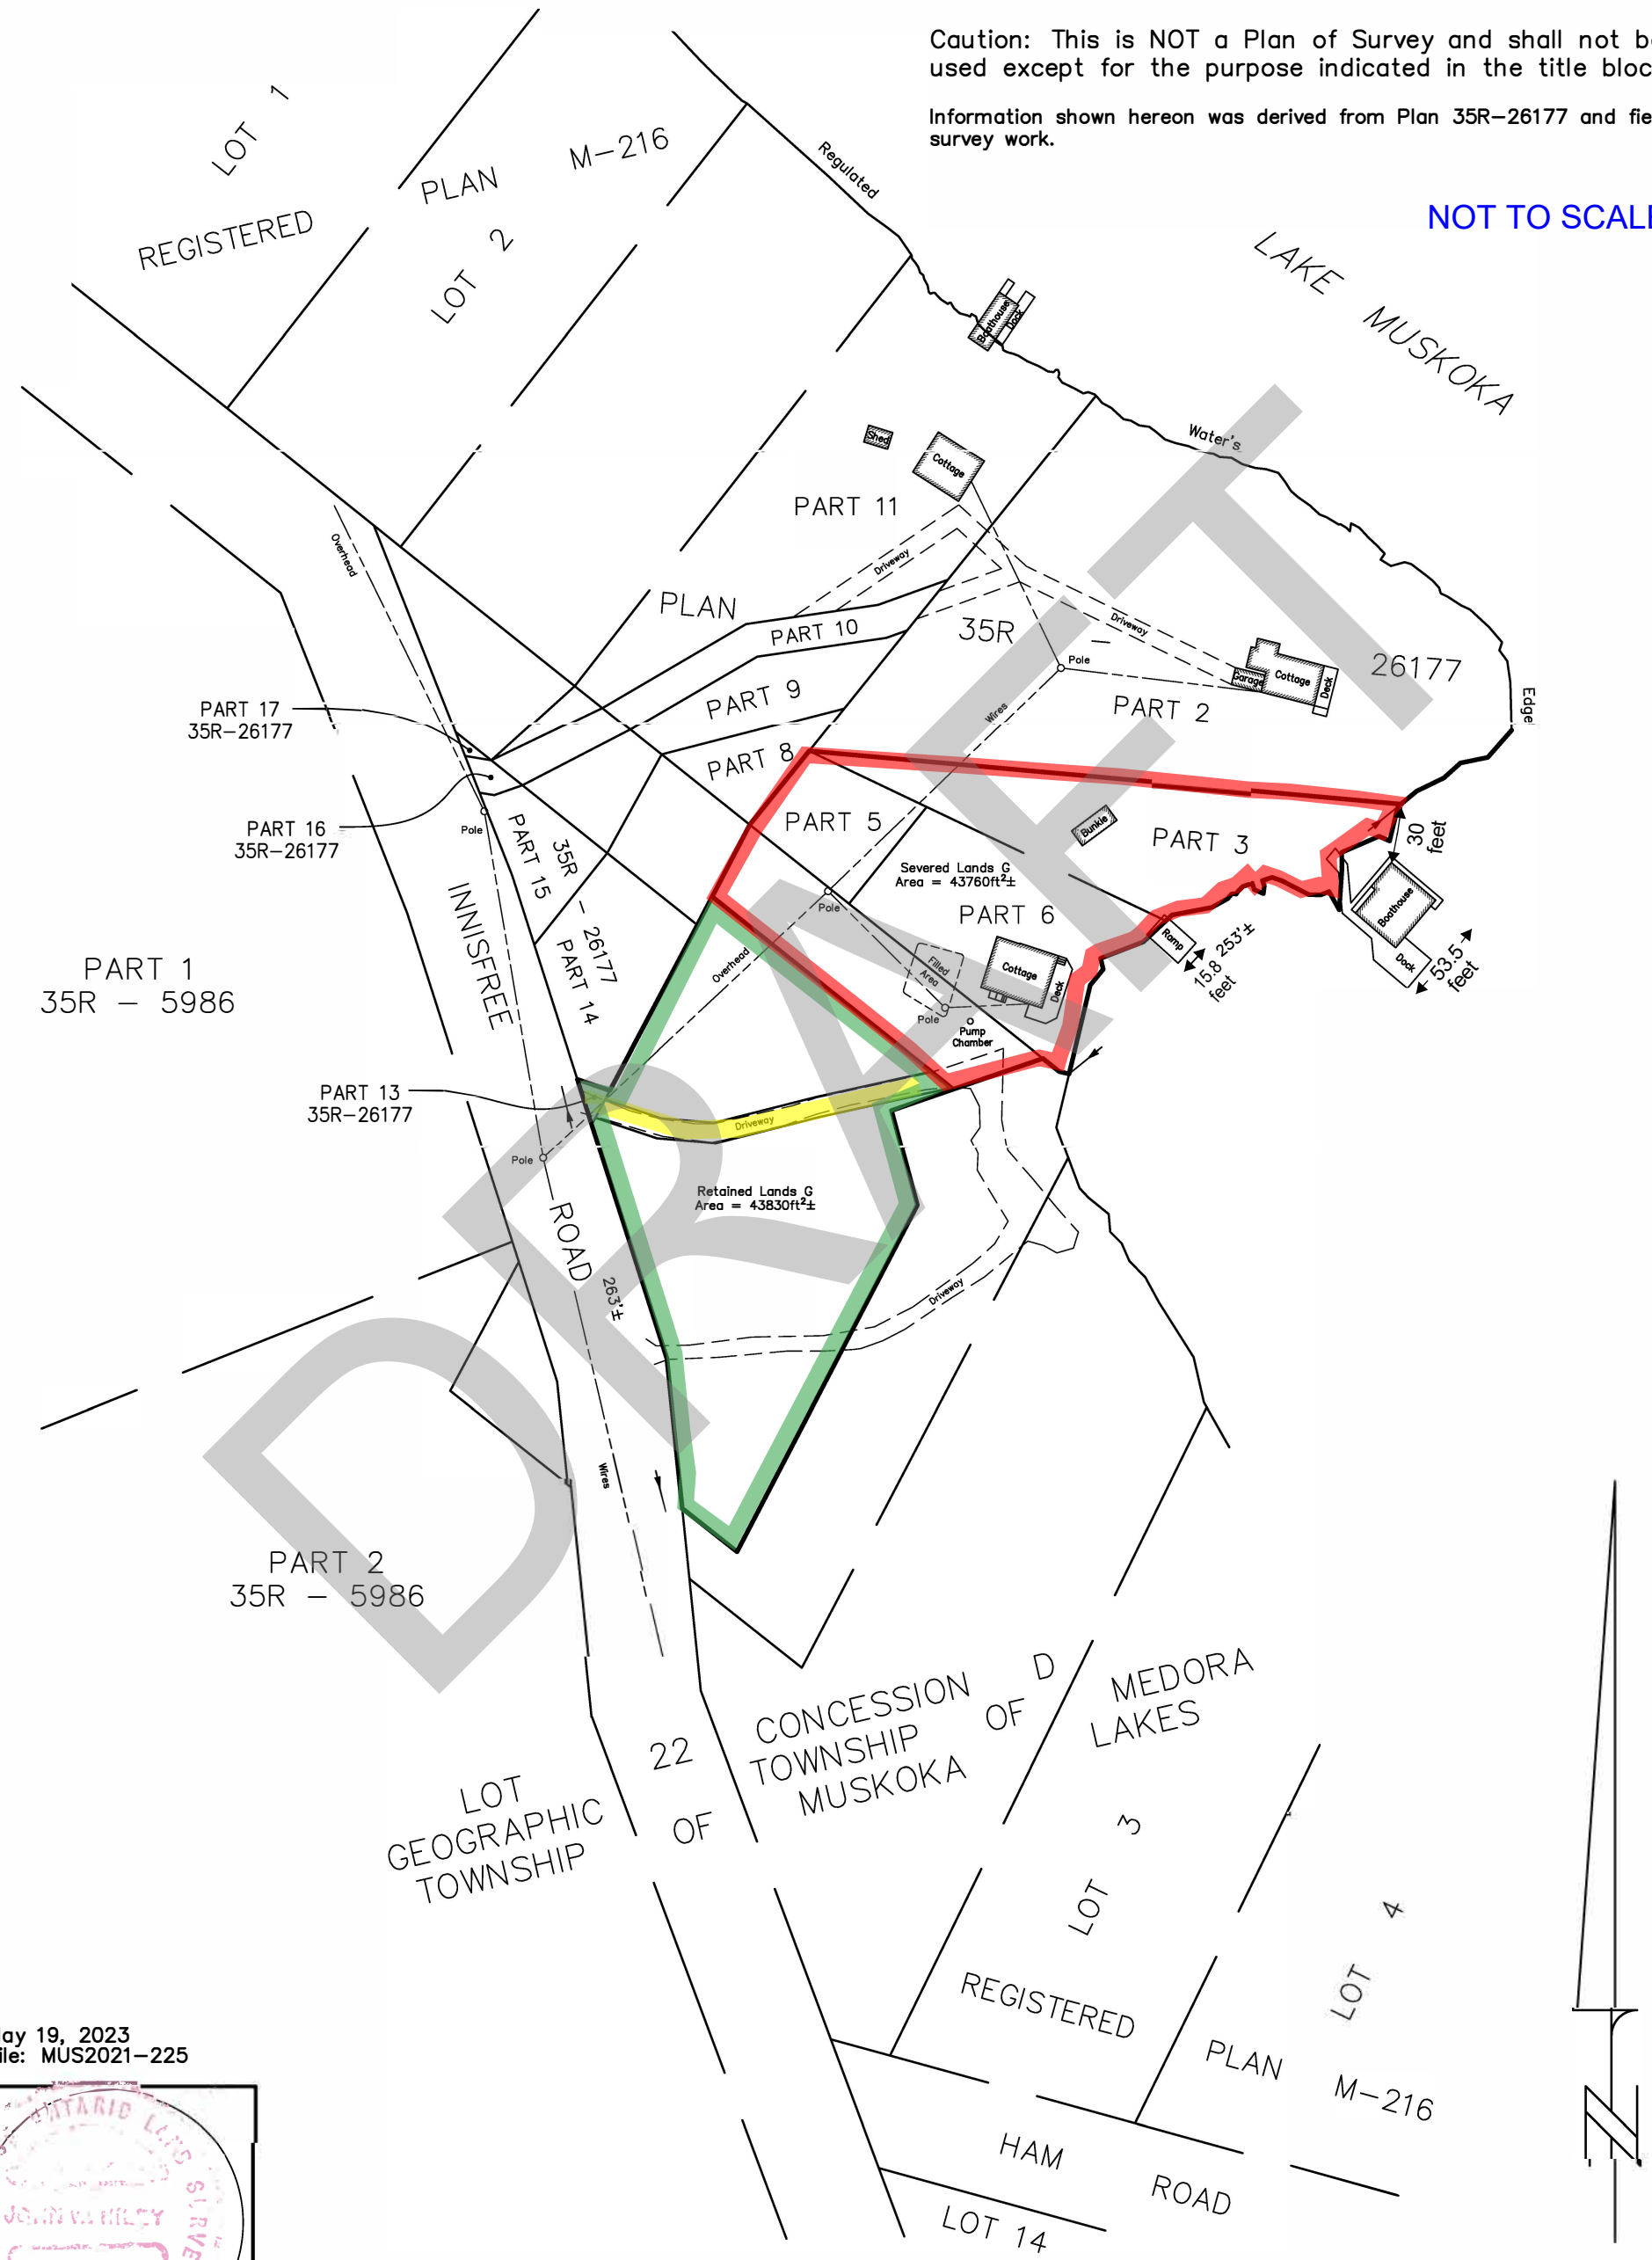 Caution: This is NOT a Plan of Survey and shall not
used except for the purpose indicated in the title
Information shown hereon was derived from Plan 35R-26177 and
survey work.
NOT TO SCALE
LOT 1
REGISTERED
PLAN
M-216
LOT 2
Regulated
LAKE MUSKOKA
Boathouse
Dock
Water's
Edge
Shed
Cottage
PART 11
Driveway
Overhead
PLAN
PART 10
35R - 26177
Driveway
Pole
Garage
Cottage
Deck
PART 9
PART 2
Wires
PART 17
35R-26177
PART 8
PART 16
35R-26177
Pole
PART 15
35R - 26177
PART 5
Bunkie
PART 3
30
feet
Severed Lands G
Area = 43760ft²±
Pole
PART 6
Boathouse
Dock
53.5
feet
Ramp
253'±
15.8
feet
INNISFREE
PART 14
Overhead
Filled
Area
Cottage
Deck
Pole
Pump
Chamber
PART 1
35R - 5986
PART 13
35R-26177
Driveway
Pole
Retained Lands G
Area = 43830ft²±
ROAD
263'±
Driveway
Wires
PART 2
35R - 5986
DRAFT
LOT 22 CONCESSION D
GEOGRAPHIC TOWNSHIP OF MEDORA
TOWNSHIP OF MUSKOKA LAKES
LOT 3
LOT 4
REGISTERED
PLAN
M-216
HAM ROAD
LOT 14
N
ay 19, 2023
ile: MUS2021-225
ONTARIO LAND SURVE